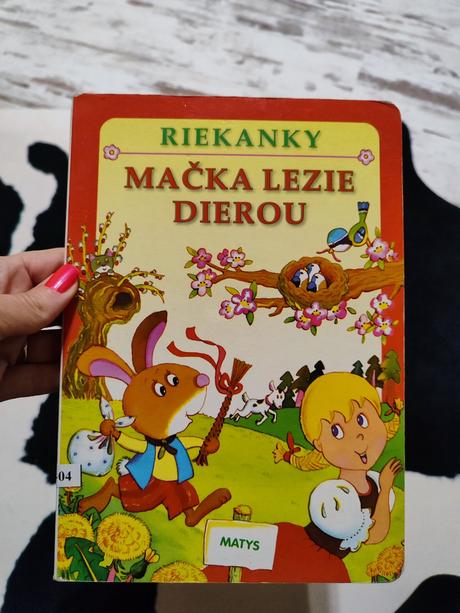 RIEKANKY
MAČKA LEZIE
DIEROU
04
MATYS